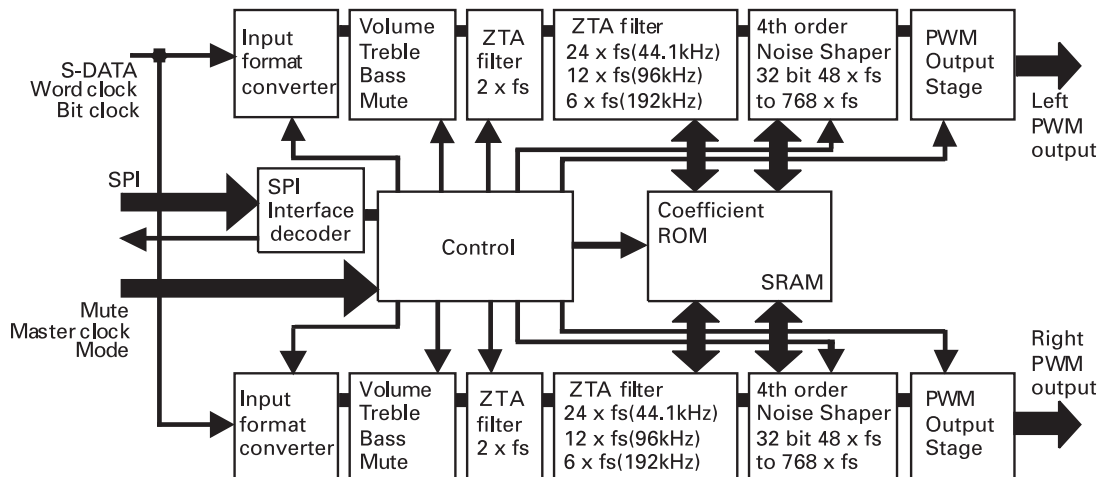 S-DATA
Word clock
Bit clock
Input
format
converter
Volume
Treble
Bass
Mute
ZTA
filter
2 x fs
ZTA filter
24 x fs(44.1kHz)
12 x fs(96kHz)
6 x fs(192kHz)
4th order
Noise Shaper
32 bit 48 x fs
to 768 x fs
PWM
Output
Stage
Left
PWM
output
SPI
SPI
Interface
decoder
Control
Coefficient
ROM
SRAM
Mute
Master clock
Mode
Input
format
converter
Volume
Treble
Bass
Mute
ZTA
filter
2 x fs
ZTA filter
24 x fs(44.1kHz)
12 x fs(96kHz)
6 x fs(192kHz)
4th order
Noise Shaper
32 bit 48 x fs
to 768 x fs
PWM
Output
Stage
Right
PWM
output